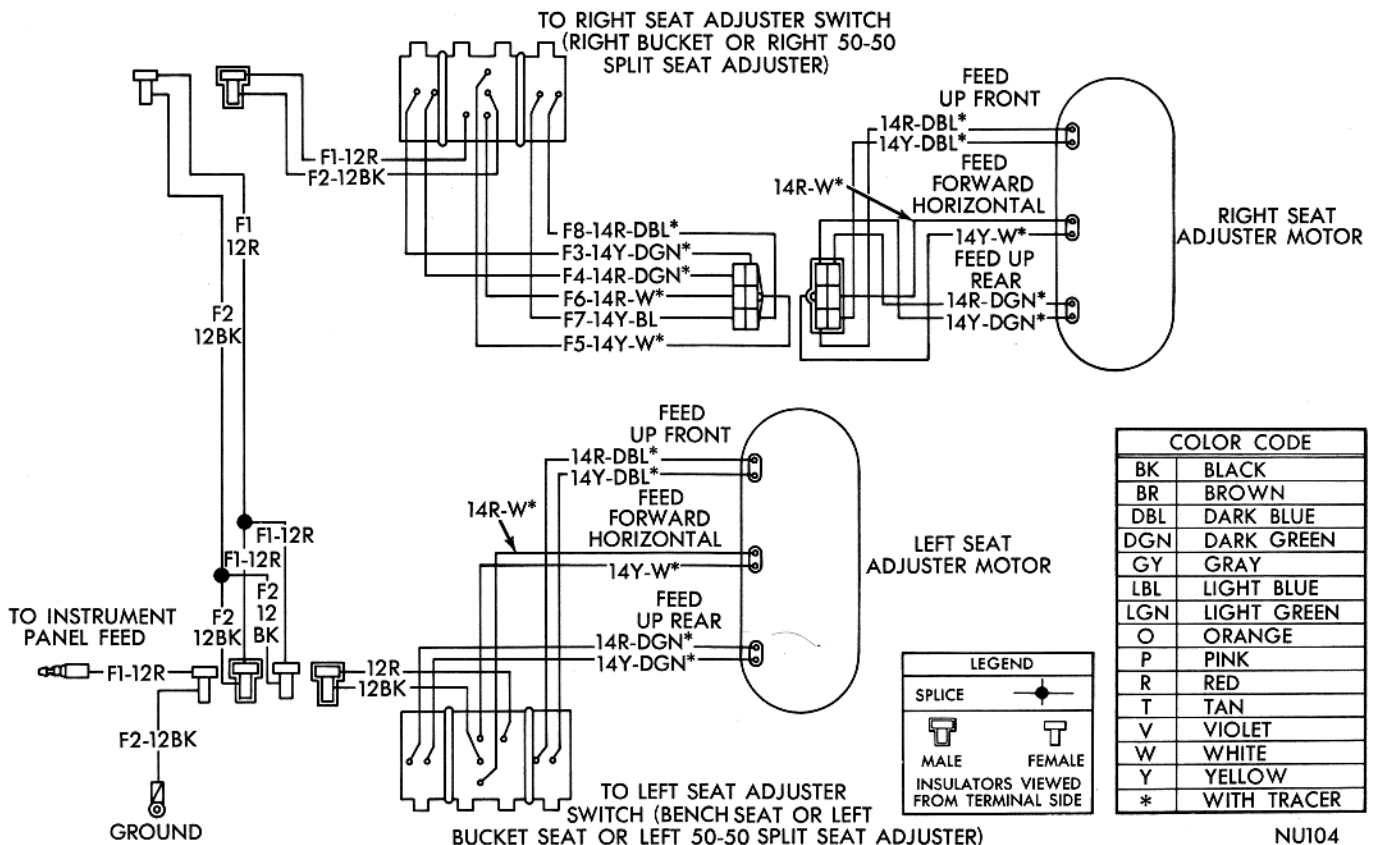 TO RIGHT SEAT ADJUSTER SWITCH
(RIGHT BUCKET OR RIGHT 50-50
SPLIT SEAT ADJUSTER)
F1-12R
F2-12BK
F1
12R
F2
12BK
F8-14R-DBL*
F3-14Y-DGN*
F4-14R-DGN*
F6-14R-W*
F7-14Y-BL
F5-14Y-W*
FEED
UP FRONT
14R-DBL*
14Y-DBL*
FEED
FORWARD
HORIZONTAL
14R-W*
14Y-W*
FEED UP
REAR
14R-DGN*
14Y-DGN*
RIGHT SEAT
ADJUSTER MOTOR
FEED
UP FRONT
14R-DBL*
14Y-DBL*
FEED
FORWARD
HORIZONTAL
14R-W*
14Y-W*
FEED
UP REAR
14R-DGN*
14Y-DGN*
LEFT SEAT
ADJUSTER MOTOR
F1-12R
F1-12R
F2
12
BK
F2
12BK
TO INSTRUMENT
PANEL FEED
F1-12R
F2-12BK
GROUND
12R
12BK
TO LEFT SEAT ADJUSTER
SWITCH (BENCH SEAT OR LEFT
BUCKET SEAT OR LEFT 50-50 SPLIT SEAT ADJUSTER)
LEGEND
SPLICE
MALE FEMALE
INSULATORS VIEWED
FROM TERMINAL SIDE
COLOR CODE
BK BLACK
BR BROWN
DBL DARK BLUE
DGN DARK GREEN
GY GRAY
LBL LIGHT BLUE
LGN LIGHT GREEN
O ORANGE
P PINK
R RED
T TAN
V VIOLET
W WHITE
Y YELLOW
* WITH TRACER
NU104